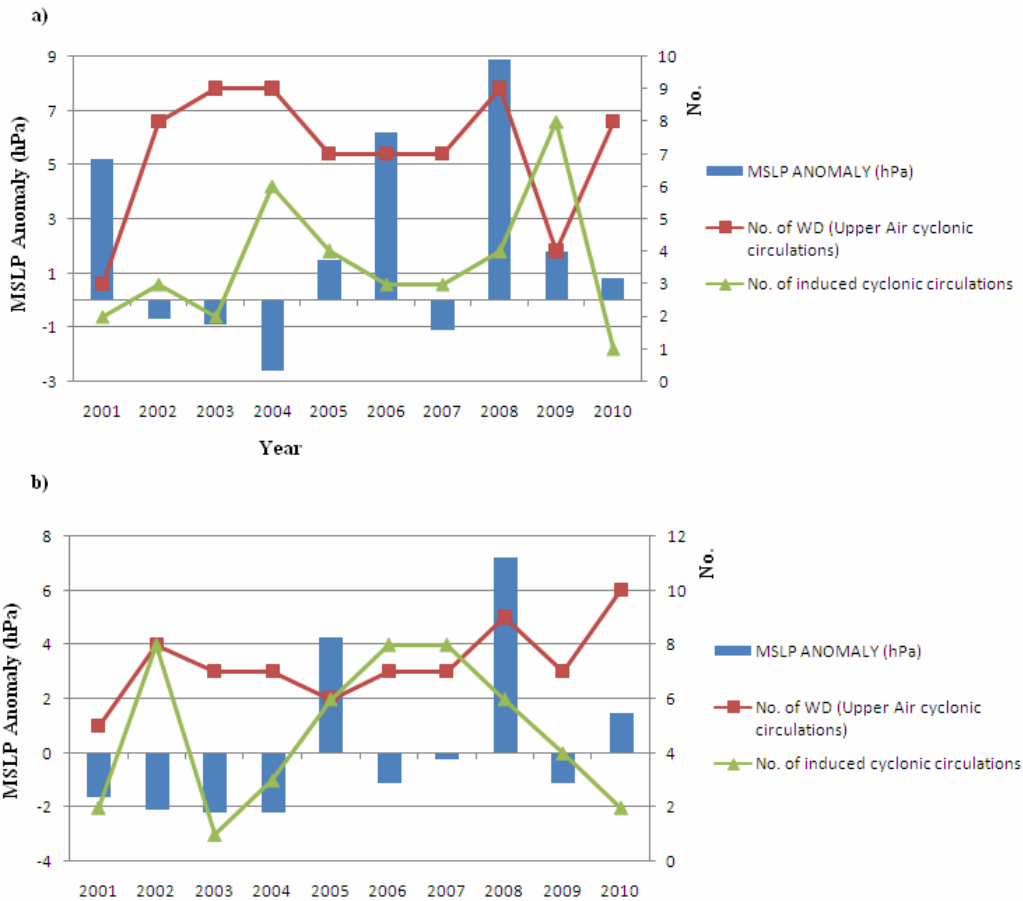 a)
MSLP Anomaly (hPa)
9
7
5
3
1
-1
-3
No.
10
9
8
7
6
5
4
3
2
1
0
2001 2002 2003 2004 2005 2006 2007 2008 2009 2010
Year
MSLP ANOMALY (hPa)
No. of WD (Upper Air cyclonic
circulations)
No. of induced cyclonic circulations
b)
MSLP Anomaly (hPa)
8
6
4
2
0
-2
-4
No.
12
10
8
6
4
2
0
2001 2002 2003 2004 2005 2006 2007 2008 2009 2010
MSLP ANOMALY (hPa)
No. of WD (Upper Air cyclonic
circulations)
No. of induced cyclonic circulations